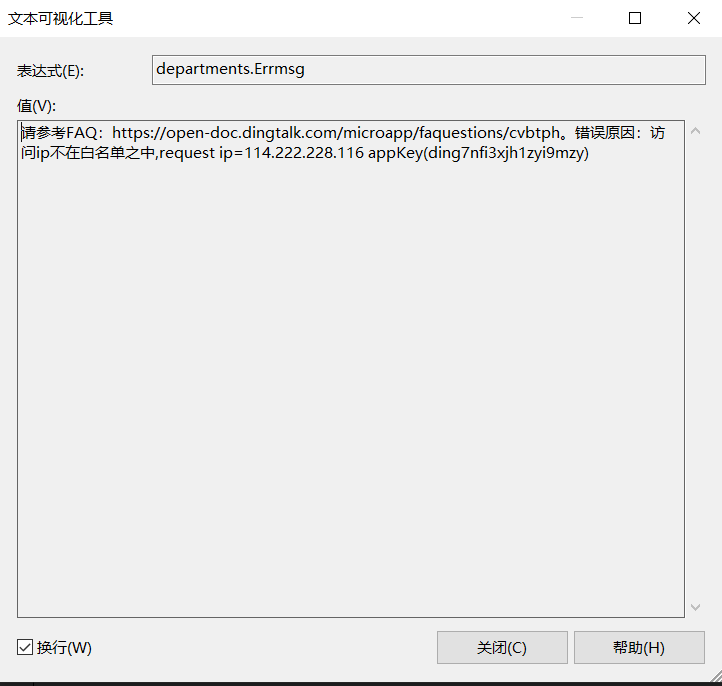 文本可视化工具
表达式(E):
departments.Errmsg
值(V):
请参考FAQ：https://open-doc.dingtalk.com/microapp/faquestions/cvbtph。错误原因：访
问ip不在白名单之中,request ip=114.222.228.116 appKey(ding7nfi3xjh1zyi9mzy)
换行(W)
关闭(C)
帮助(H)